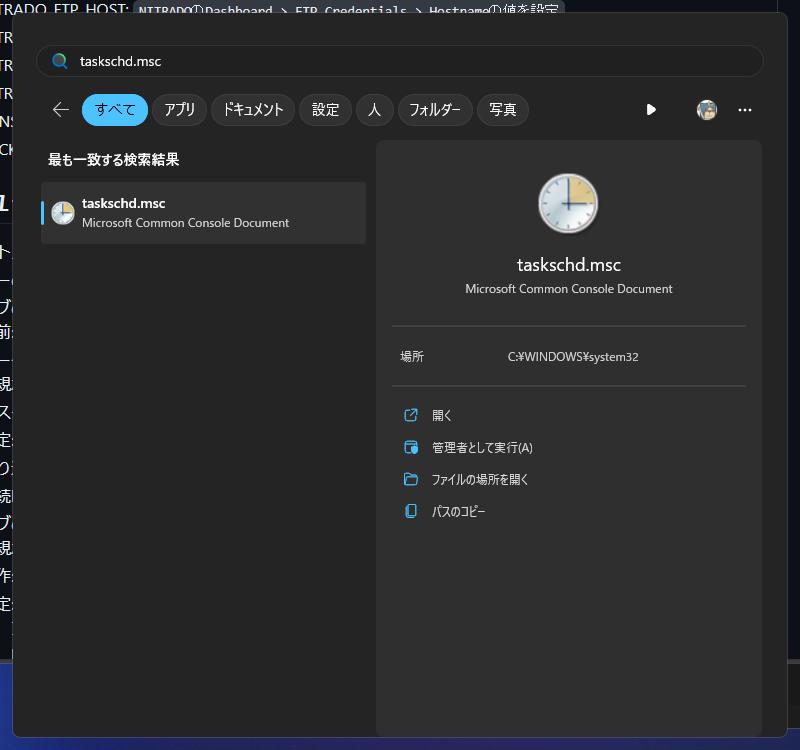 TRADO_FTP_HOST: NITRADOのDashboard > FTP Credentials > Hostnameの値を設定
taskschd.msc
すべて
アプリ
ドキュメント
設定
人
フォルダー
写真
最も一致する検索結果
taskschd.msc
Microsoft Common Console Document
taskschd.msc
Microsoft Common Console Document
場所
C:¥WINDOWS¥system32
開く
管理者として実行(A)
ファイルの場所を開く
パスのコピー